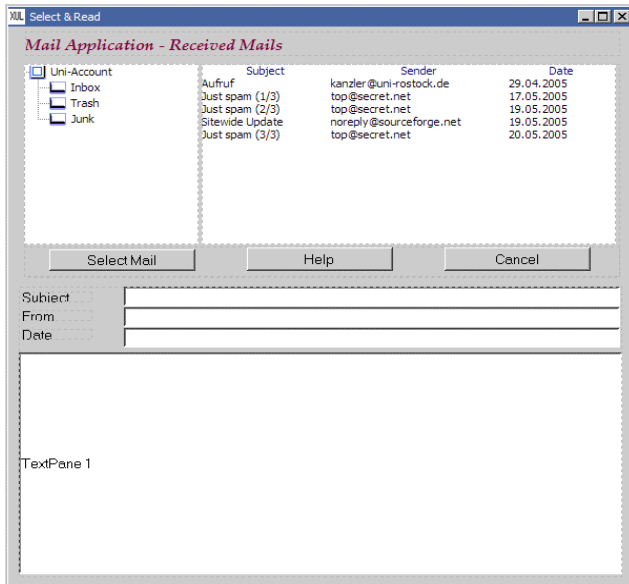 XUL Select & Read
Mail Application - Received Mails
Uni-Account
Inbox
Trash
Junk
Subject Sender Date
Aufruf kanzler@uni-rostock.de 29.04.2005
Just spam (1/3) top@secret.net 17.05.2005
Just spam (2/3) top@secret.net 19.05.2005
Sitewide Update noreply@sourceforge.net 19.05.2005
Just spam (3/3) top@secret.net 20.05.2005
Select Mail Help Cancel
Subject
From
Date
TextPane 1